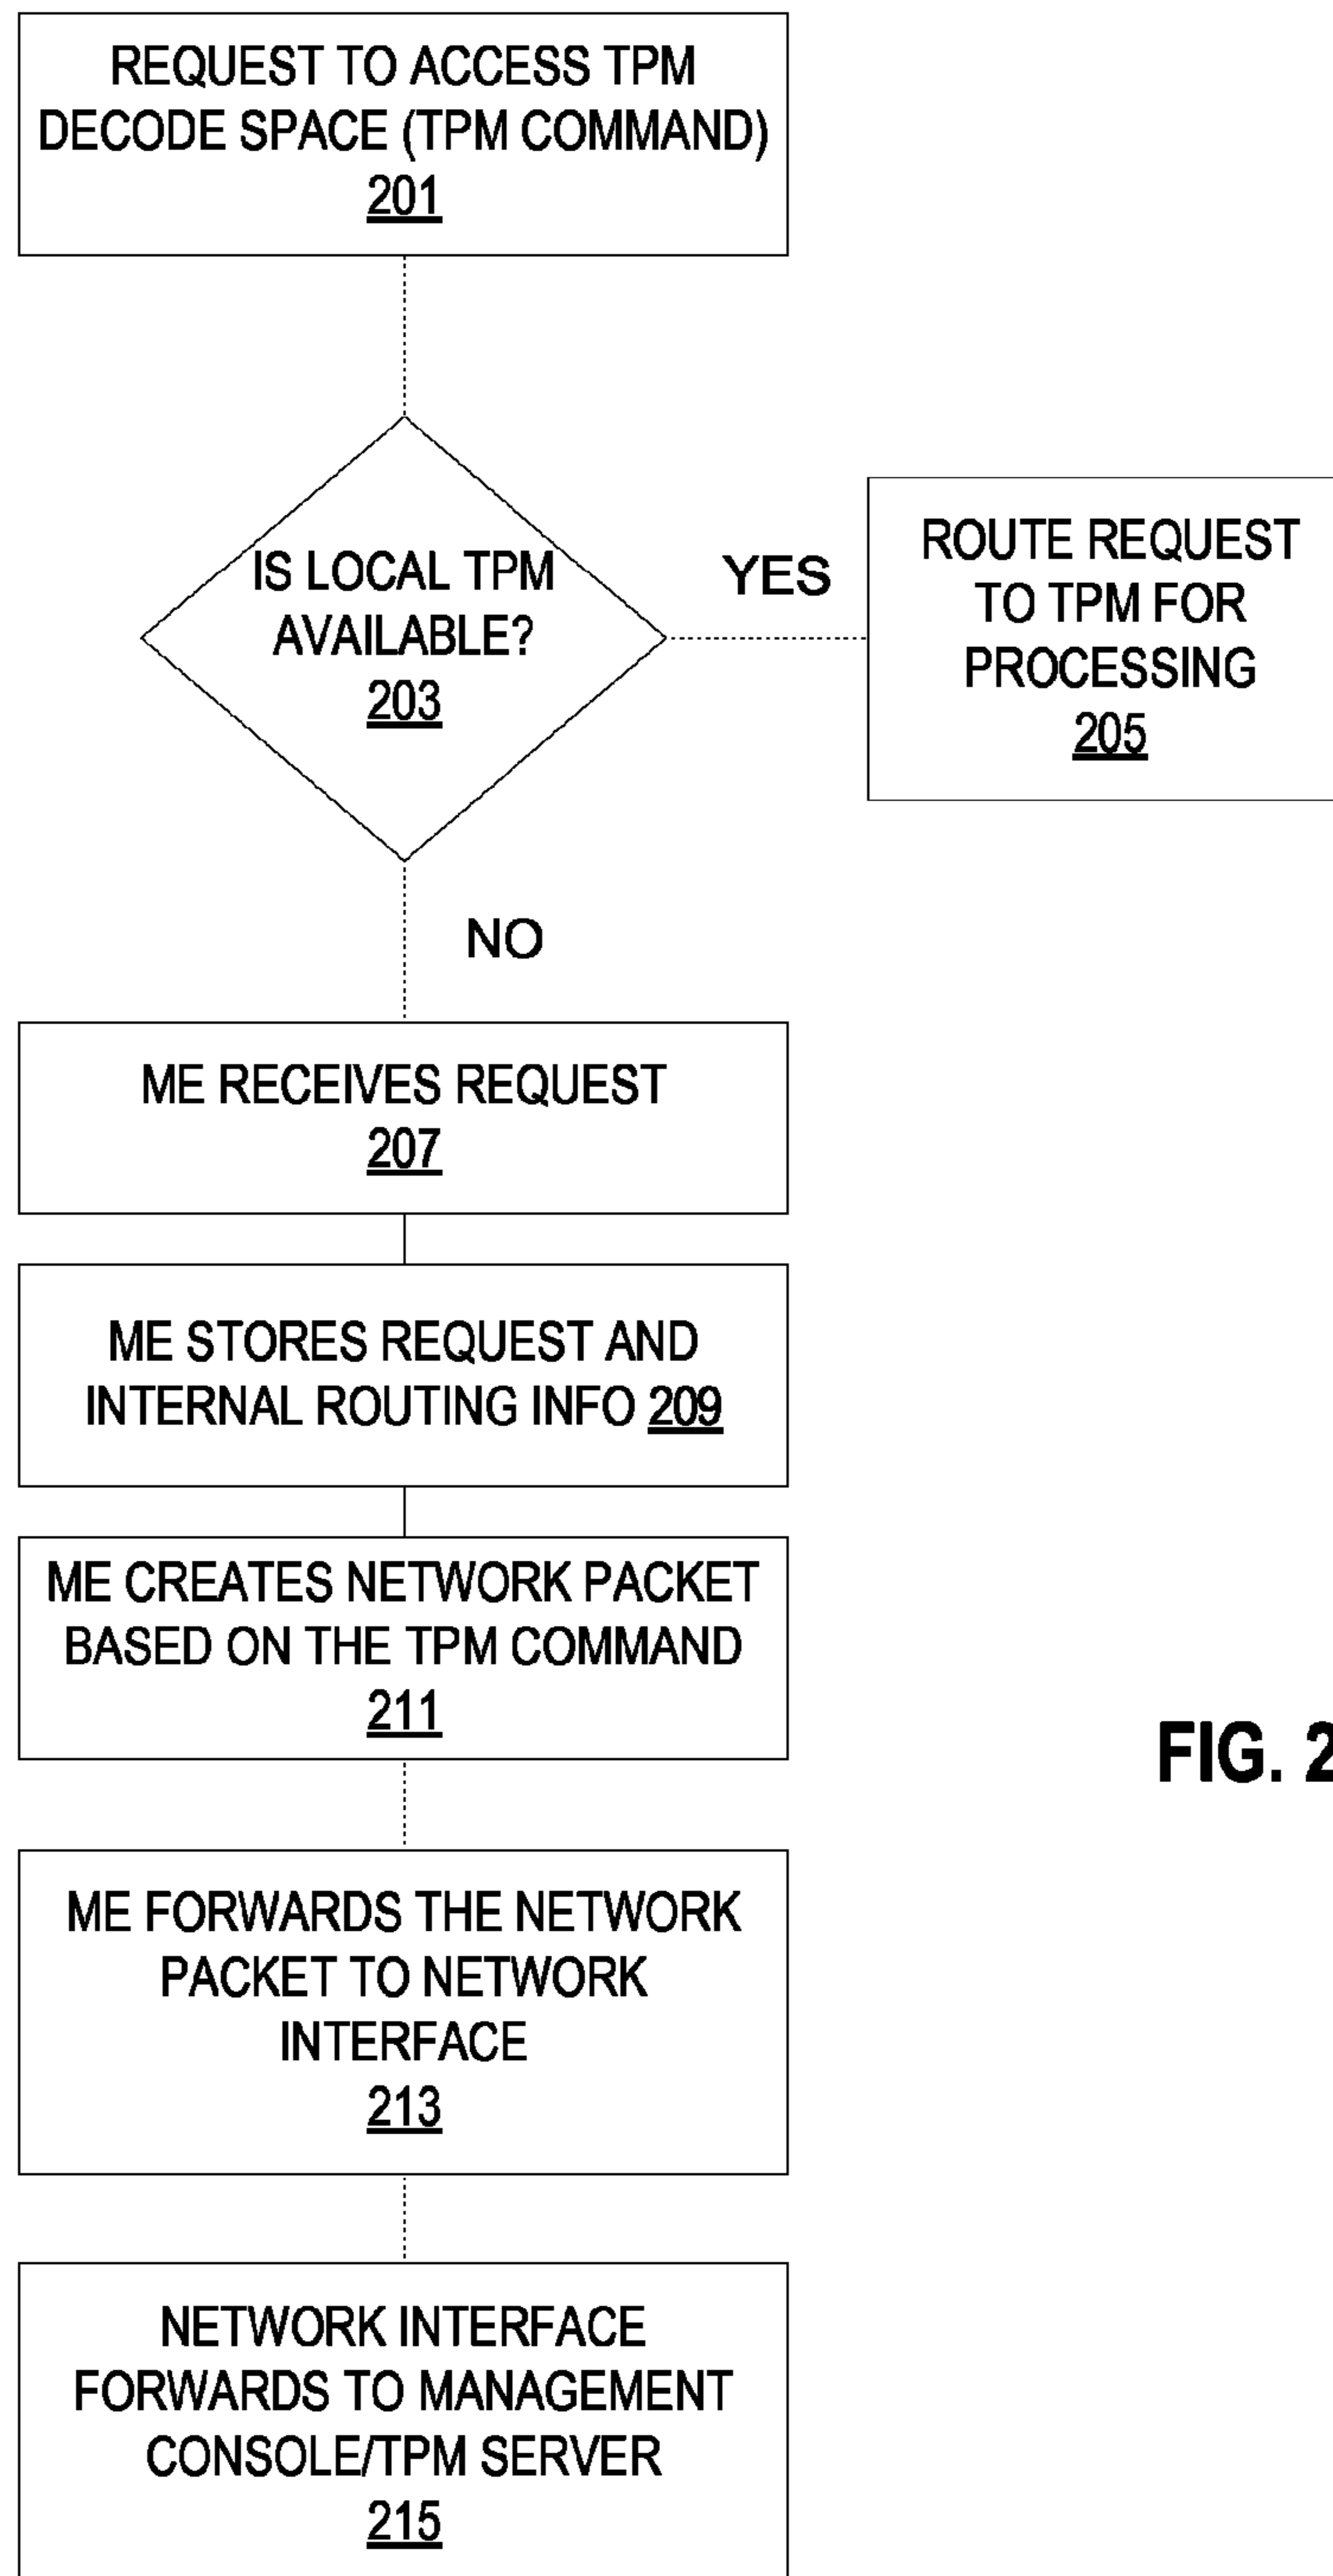 REQUEST TO ACCESS TPM
DECODE SPACE (TPM COMMAND)
201
IS LOCAL TPM
AVAILABLE?
203
YES
ROUTE REQUEST
TO TPM FOR
PROCESSING
205
NO
ME RECEIVES REQUEST
207
ME STORES REQUEST AND
INTERNAL ROUTING INFO 209
ME CREATES NETWORK PACKET
BASED ON THE TPM COMMAND
211
FIG. 2
ME FORWARDS THE NETWORK
PACKET TO NETWORK
INTERFACE
213
NETWORK INTERFACE
FORWARDS TO MANAGEMENT
CONSOLE/TPM SERVER
215